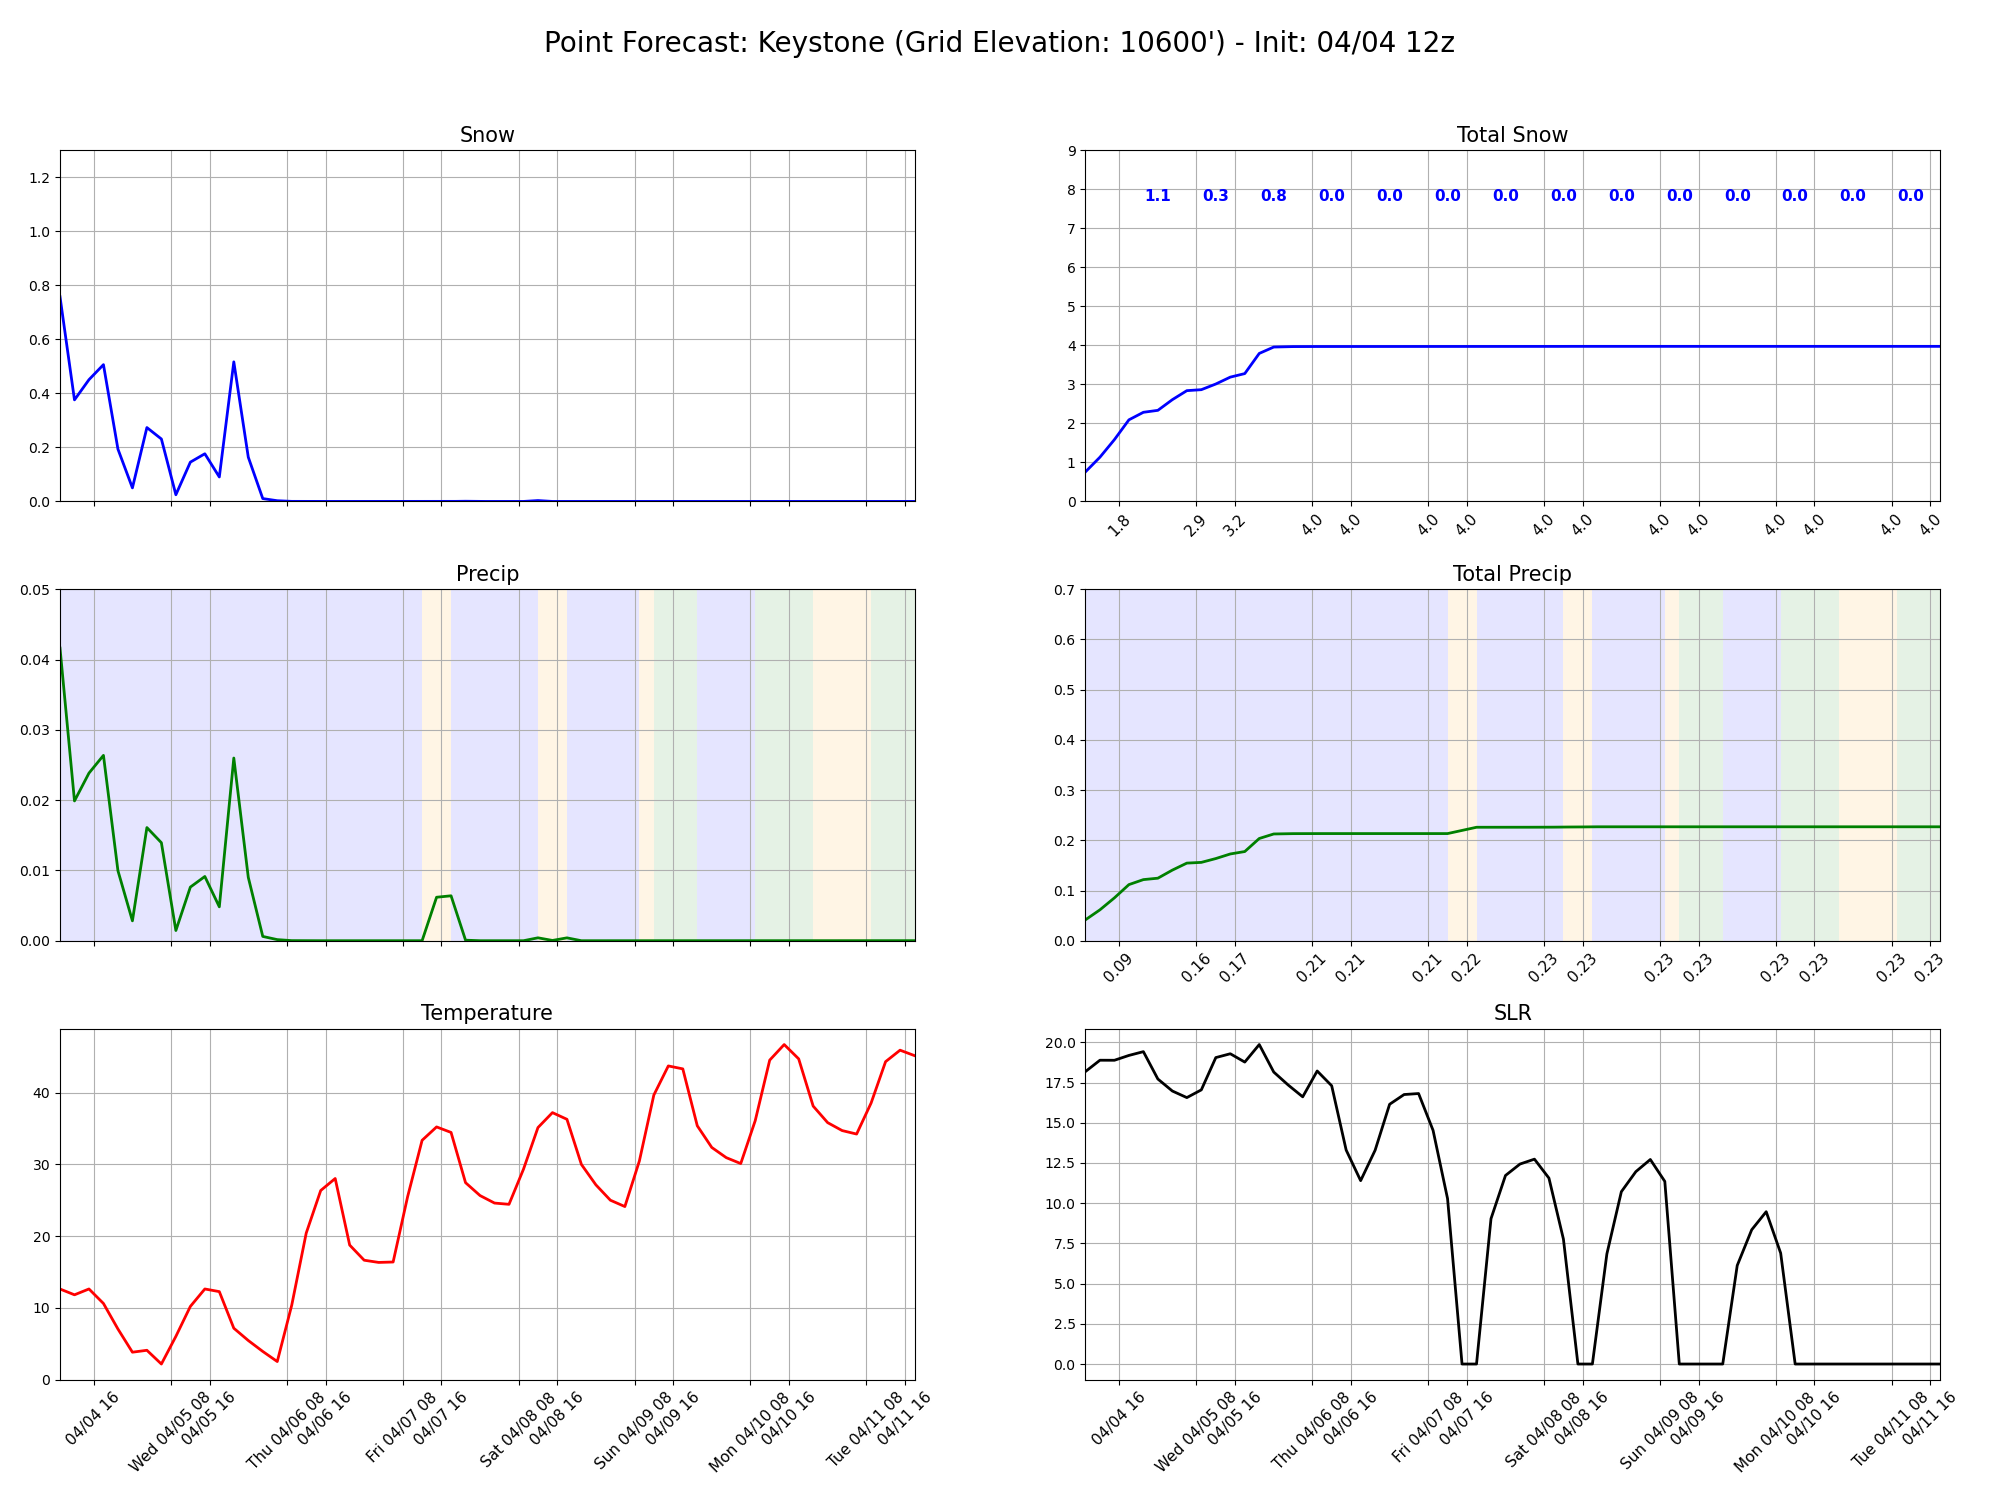 Point Forecast: Keystone (Grid Elevation: 10600') - Init: 04/04 12z
Snow
1.2
1.0
0.8
0.6
0.4
0.2
0.0
Total Snow
9
8
7
6
5
4
3
2
1
0
1.1 0.3 0.8 0.0 0.0 0.0 0.0 0.0 0.0 0.0 0.0 0.0 0.0 0.0
1.8 2.9 3.2 4.0 4.0 4.0 4.0 4.0 4.0 4.0 4.0 4.0 4.0 4.0 4.0
Precip
0.05
0.04
0.03
0.02
0.01
0.00
Total Precip
0.7
0.6
0.5
0.4
0.3
0.2
0.1
0.0
0.09 0.16 0.17 0.21 0.21 0.21 0.22 0.23 0.23 0.23 0.23 0.23 0.23 0.23 0.23
Temperature
40
30
20
10
0
04/04 16
Wed 04/05 08
04/05 16
Thu 04/06 08
04/06 16
Fri 04/07 08
04/07 16
Sat 04/08 08
04/08 16
Sun 04/09 08
04/09 16
Mon 04/10 08
04/10 16
Tue 04/11 08
04/11 16
SLR
20.0
17.5
15.0
12.5
10.0
7.5
5.0
2.5
0.0
04/04 16
Wed 04/05 08
04/05 16
Thu 04/06 08
04/06 16
Fri 04/07 08
04/07 16
Sat 04/08 08
04/08 16
Sun 04/09 08
04/09 16
Mon 04/10 08
04/10 16
Tue 04/11 08
04/11 16